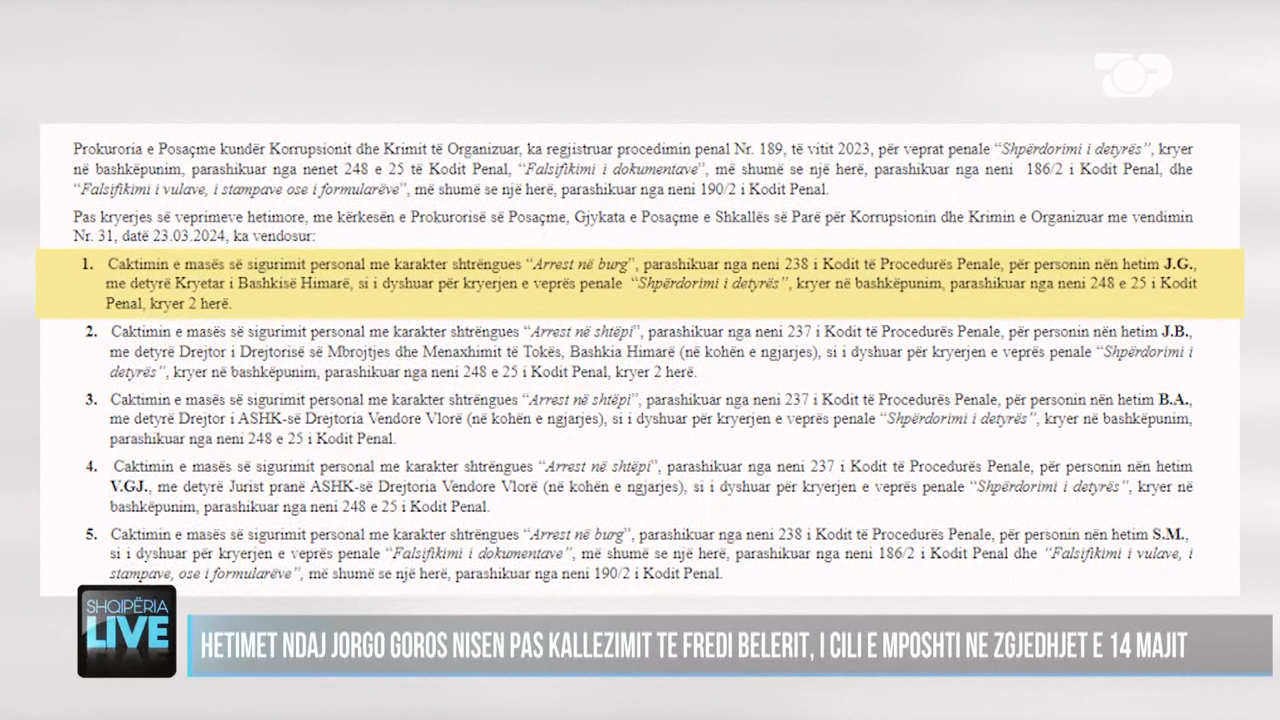 TOP
Prokuroria e Posaçme kundër Korrupsionit dhe Krimit të Organizuar, ka regjistruar procedimin penal Nr. 189, të vitit 2023, për veprat penale “Shpërdorimi i detyrës”, kryer
në bashkëpunim, parashikuar nga nenet 248 e 25 të Kodit Penal, “Falsifikimi i dokumentave”, më shumë se një herë, parashikuar nga neni 186/2 i Kodit Penal, dhe
“Falsifikimi i vulave, i stampave ose i formularëve”, më shumë se një herë, parashikuar nga neni 190/2 i Kodit Penal.
Pas kryerjes së veprimeve hetimore, me kërkesën e Prokurorisë së Posaçme, Gjykata e Posaçme e Shkallës së Parë për Korrupsionin dhe Krimin e Organizuar me vendimin
Nr. 31, datë 23.03.2024, ka vendosur:
1. Caktimin e masës së sigurimit personal me karakter shtrëngues “Arrest në burg”, parashikuar nga neni 238 i Kodit të Procedurës Penale, për personin nën hetim J.G.,
me detyrë Kryetar i Bashkisë Himarë, si i dyshuar për kryerjen e veprës penale “Shpërdorimi i detyrës”, kryer në bashkëpunim, parashikuar nga neni 248 e 25 i Kodit
Penal, kryer 2 herë.
2. Caktimin e masës së sigurimit personal me karakter shtrëngues “Arrest në shtëpi”, parashikuar nga neni 237 i Kodit të Procedurës Penale, për personin nën hetim J.B.,
me detyrë Drejtor i Drejtorisë së Mbrojtjes dhe Menaxhimit të Tokës, Bashkia Himarë (në kohën e ngjarjes), si i dyshuar për kryerjen e veprës penale “Shpërdorimi i
detyrës”, kryer në bashkëpunim, parashikuar nga neni 248 e 25 i Kodit Penal, kryer 2 herë.
3. Caktimin e masës së sigurimit personal me karakter shtrëngues “Arrest në shtëpi”, parashikuar nga neni 237 i Kodit të Procedurës Penale, për personin nën hetim B.A.,
me detyrë Drejtor i ASHK-së Drejtoria Vendore Vlorë (në kohën e ngjarjes), si i dyshuar për kryerjen e veprës penale “Shpërdorimi i detyrës”, kryer në bashkëpunim,
parashikuar nga neni 248 e 25 i Kodit Penal.
4. Caktimin e masës së sigurimit personal me karakter shtrëngues “Arrest në shtëpi”, parashikuar nga neni 237 i Kodit të Procedurës Penale, për personin nën hetim
V.GJ., me detyrë Jurist pranë ASHK-së Drejtoria Vendore Vlorë (në kohën e ngjarjes), si i dyshuar për kryerjen e veprës penale “Shpërdorimi i detyrës”, kryer në
bashkëpunim, parashikuar nga neni 248 e 25 i Kodit Penal.
5. Caktimin e masës së sigurimit personal me karakter shtrëngues “Arrest në burg”, parashikuar nga neni 238 i Kodit të Procedurës Penale, për personin nën hetim S.M.,
si i dyshuar për kryerjen e veprës penale “Falsifikimi i dokumentave”, më shumë se një herë, parashikuar nga neni 186/2 i Kodit Penal dhe “Falsifikimi i vulave, i
stampave, ose i formularëve”, më shumë se një herë, parashikuar nga neni 190/2 i Kodit Penal.
SHQIPËRIA
LIVE
HETIMET NDAJ JORGO GOROS NISEN PAS KALLEZIMIT TE FREDI BELERIT, I CILI E MPOSHTI NE ZGJEDHJET E 14 MAJIT